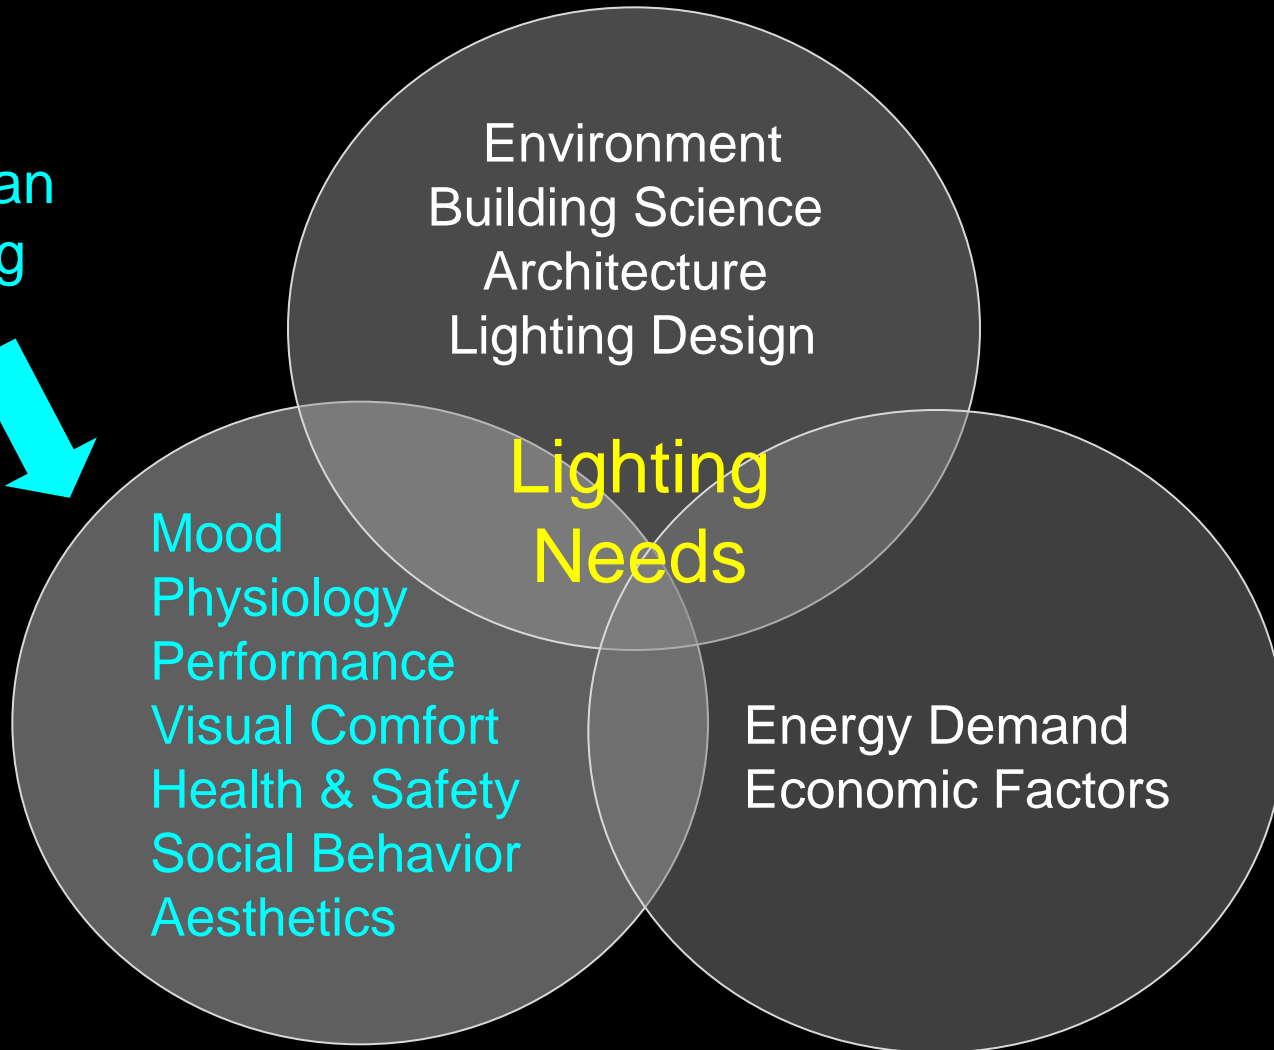 Environment
Building Science
Architecture
Lighting Design
Lighting
Needs
Mood
Physiology
Performance
Visual Comfort
Health & Safety
Social Behavior
Aesthetics
Energy Demand
Economic Factors